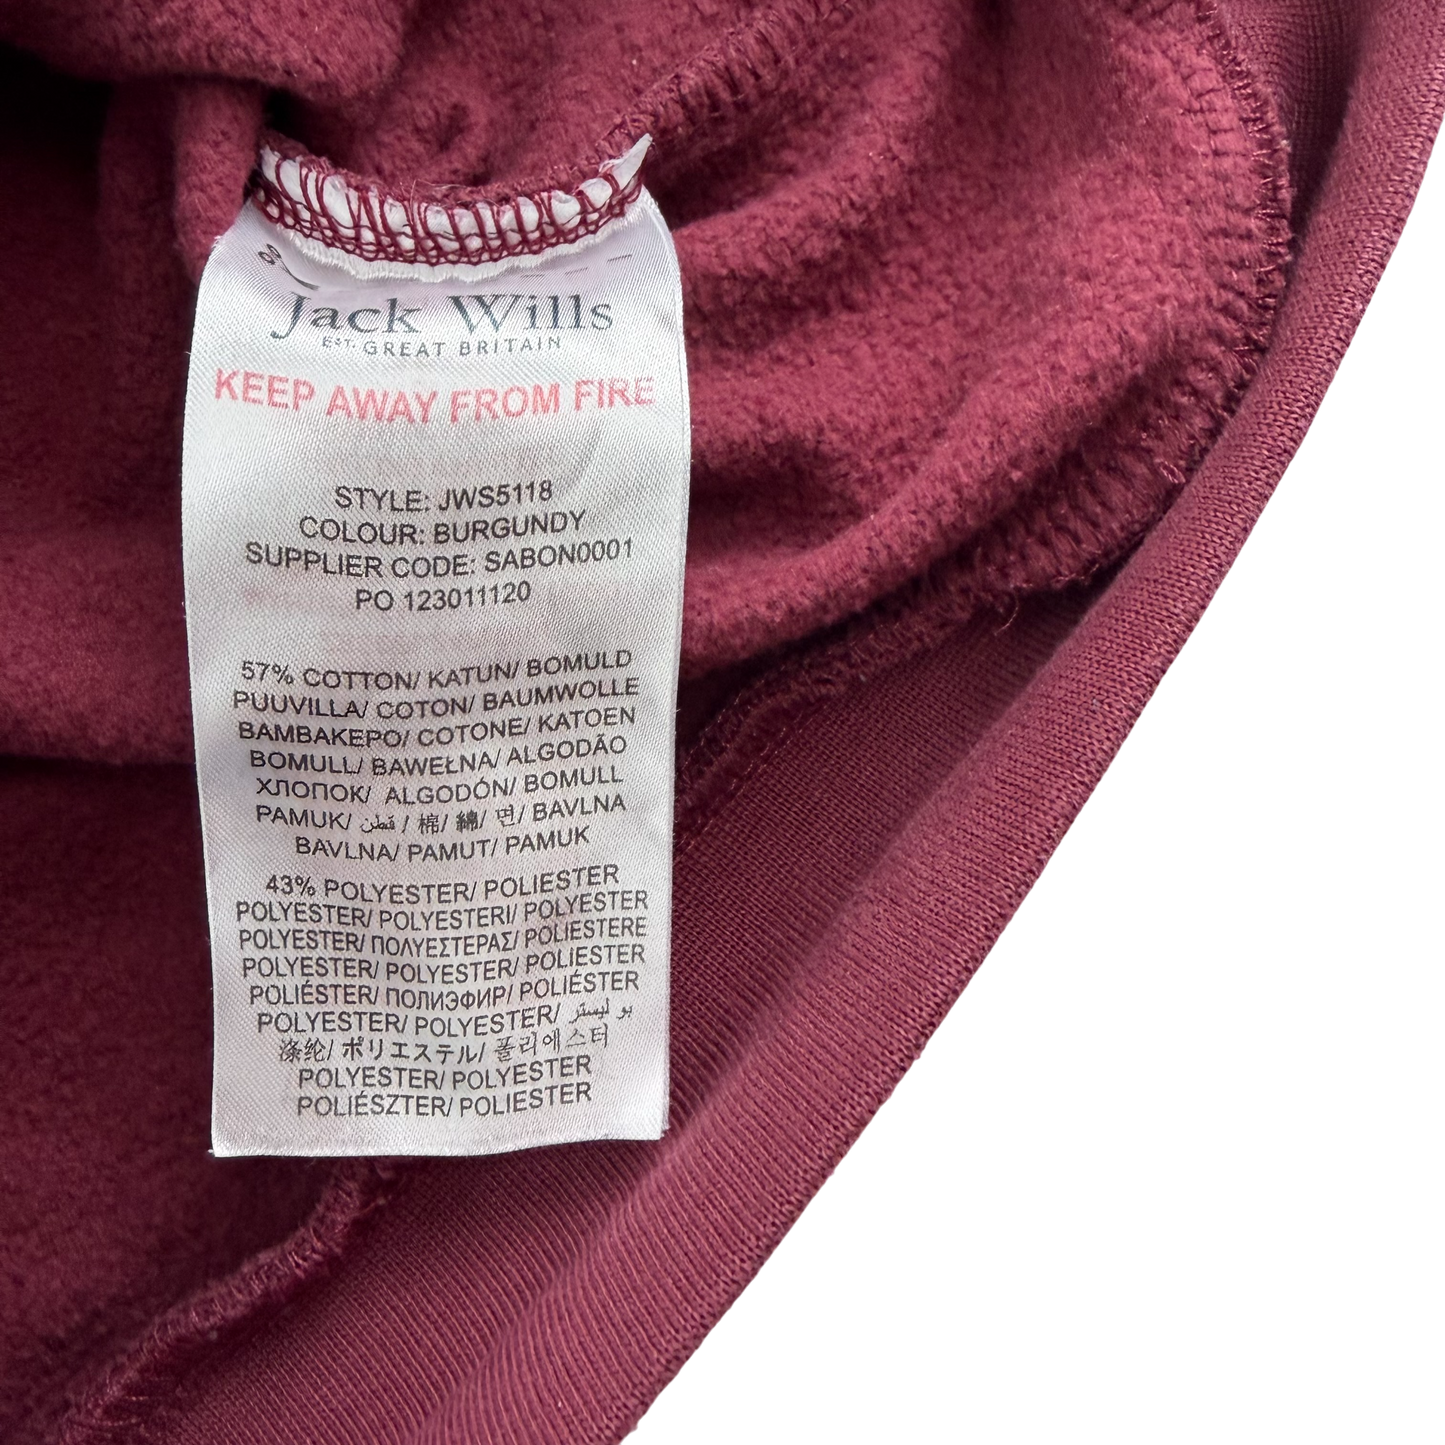 Jack Wills
EST. GREAT BRITAIN
KEEP AWAY FROM FIRE
STYLE: JWS5118
COLOUR: BURGUNDY
SUPPLIER CODE: SABON0001
PO 123011120
57% COTTON/ KATUN/ BOMULD
PUUVILLA/ COTON/ BAUMWOLLE
ΒΑΜΒΑΚΕΡΟ/ COTONE/ KATOEN
BOMULL/ BAWEŁNA/ ALGODÃO
ХЛОПОК/ ALGODÓN/ BOMULL
PAMUK/ قطن / 棉/ 綿/ 면/ BAVLNA
BAVLNA/ PAMUT/ PAMUK
43% POLYESTER/ POLIESTER
POLYESTER/ POLYESTERI/ POLYESTER
POLYESTER/ ΠΟΛΥΕΣΤΕΡΑΣ/ POLIESTERE
POLYESTER/ POLYESTER/ POLIESTER
POLIÉSTER/ ПОЛИЭФИР/ POLIÉSTER
POLYESTER/ POLYESTER/ بو ليستر
涤纶/ ポリエステル/ 폴리에스터
POLYESTER/ POLYESTER
POLIÉSZTER/ POLIESTER